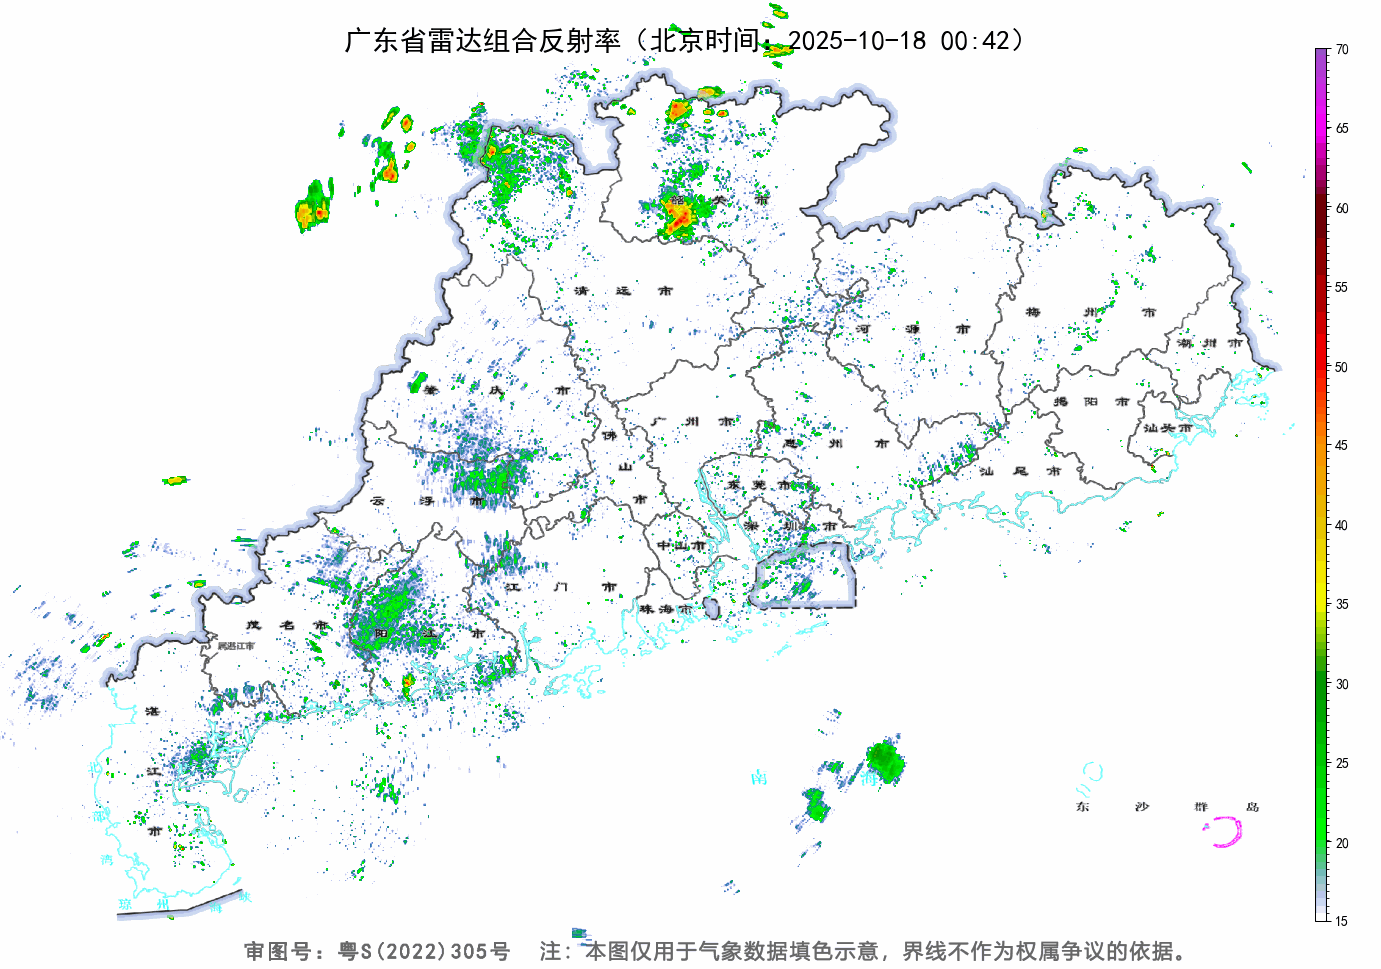 广东省雷达组合反射率（北京时间：2025-10-18 00:42）
70
65
60
55
50
45
40
35
30
25
20
15
韶关市
清远市
河源市
梅州市
潮州市
肇庆市
广州市
佛山市
惠州市
揭阳市
汕头市
汕尾市
东莞市
云浮市
深圳市
中山市
江门市
珠海市
茂名市
阳江市
属湛江市
湛江市
南海
东沙群岛
北部湾
琼州海峡
审图号：粤S(2022)305号 注：本图仅用于气象数据填色示意，界线不作为权属争议的依据。